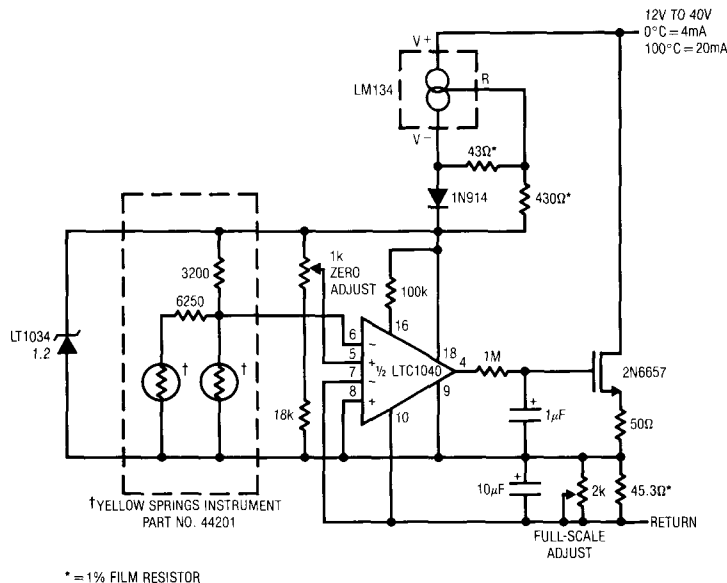 12V TO 40V
0°C = 4mA
100°C = 20mA
V+
R
LM134
V−
43Ω*
1N914
430Ω*
3200
1k
ZERO
ADJUST
6250
100k
LT1034
1.2
†
†
6
−
5
+
7
−
8
+
16
½ LTC1040
18
4
9
10
1M
2N6657
18k
+
1µF
50Ω
+
10µF
2k
45.3Ω*
RETURN
FULL-SCALE
ADJUST
†YELLOW SPRINGS INSTRUMENT
PART NO. 44201
* = 1% FILM RESISTOR